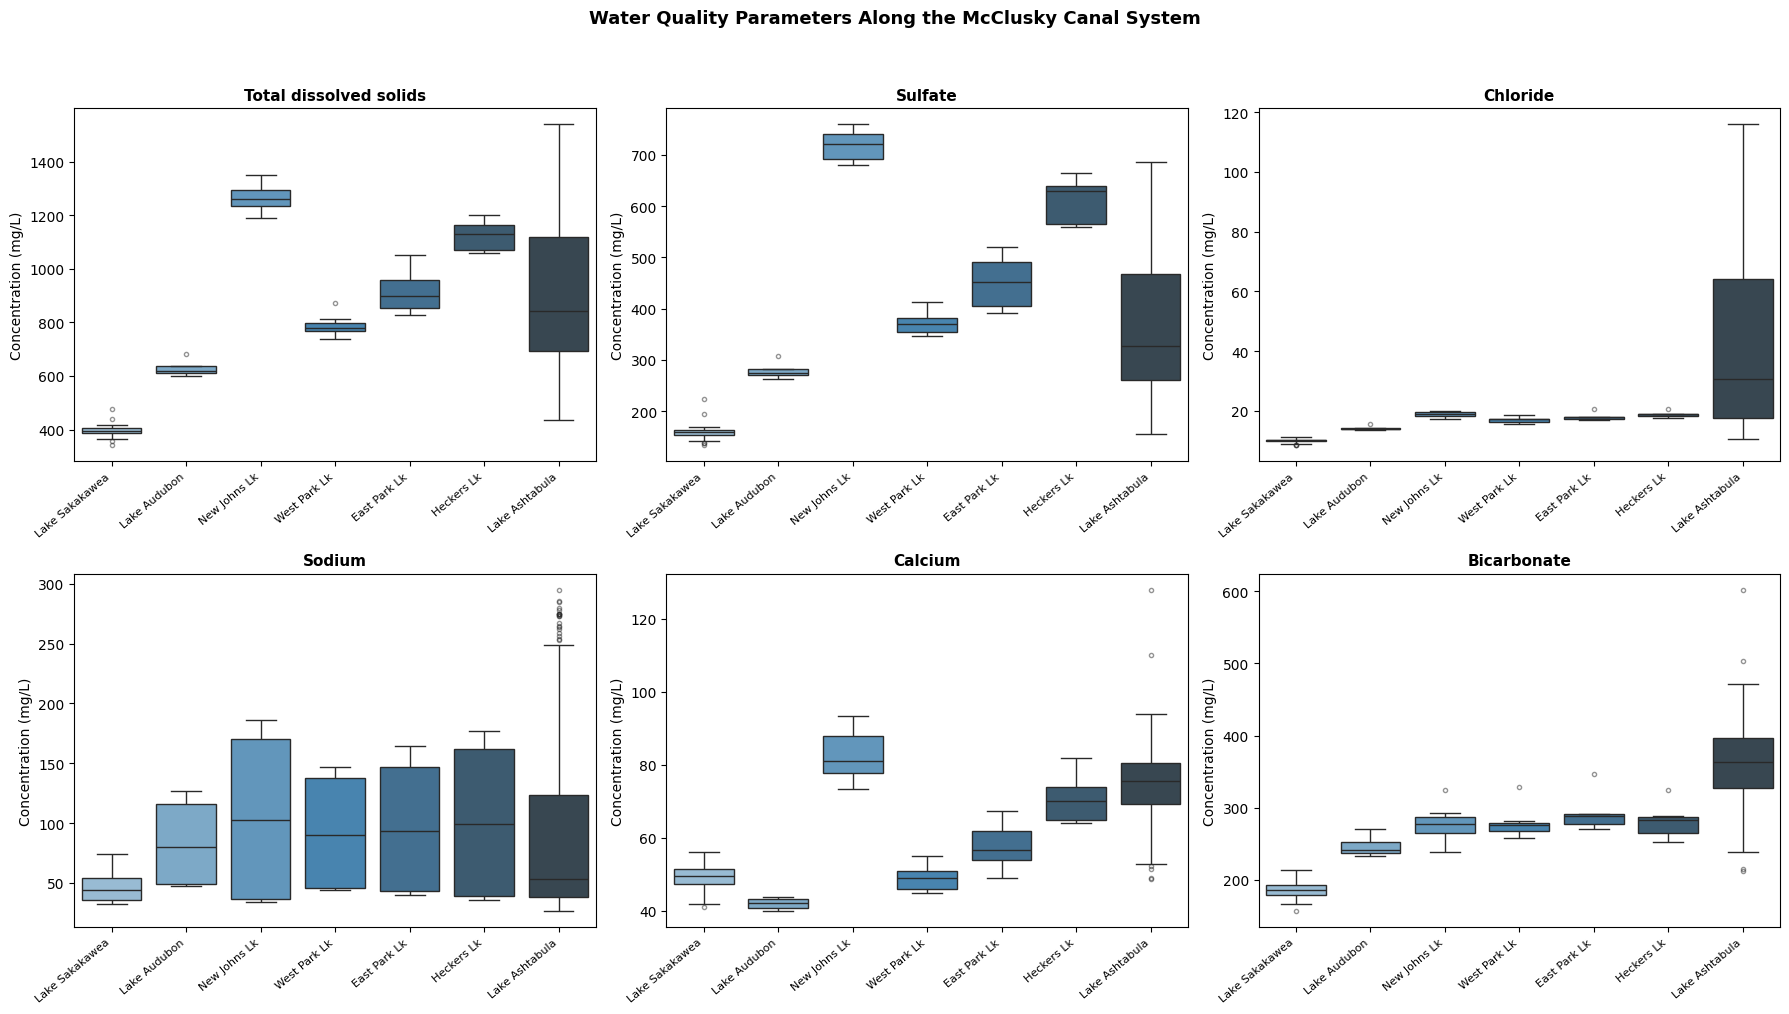 Water Quality Parameters Along the McClusky Canal System
Total dissolved solids
Concentration (mg/L)
1400
1200
1000
800
600
400
Lake Sakakawea
Lake Audubon
New Johns Lk
West Park Lk
East Park Lk
Heckers Lk
Lake Ashtabula
Sulfate
Concentration (mg/L)
700
600
500
400
300
200
Lake Sakakawea
Lake Audubon
New Johns Lk
West Park Lk
East Park Lk
Heckers Lk
Lake Ashtabula
Chloride
Concentration (mg/L)
120
100
80
60
40
20
Lake Sakakawea
Lake Audubon
New Johns Lk
West Park Lk
East Park Lk
Heckers Lk
Lake Ashtabula
Sodium
Concentration (mg/L)
300
250
200
150
100
50
Lake Sakakawea
Lake Audubon
New Johns Lk
West Park Lk
East Park Lk
Heckers Lk
Lake Ashtabula
Calcium
Concentration (mg/L)
120
100
80
60
40
Lake Sakakawea
Lake Audubon
New Johns Lk
West Park Lk
East Park Lk
Heckers Lk
Lake Ashtabula
Bicarbonate
Concentration (mg/L)
600
500
400
300
200
Lake Sakakawea
Lake Audubon
New Johns Lk
West Park Lk
East Park Lk
Heckers Lk
Lake Ashtabula